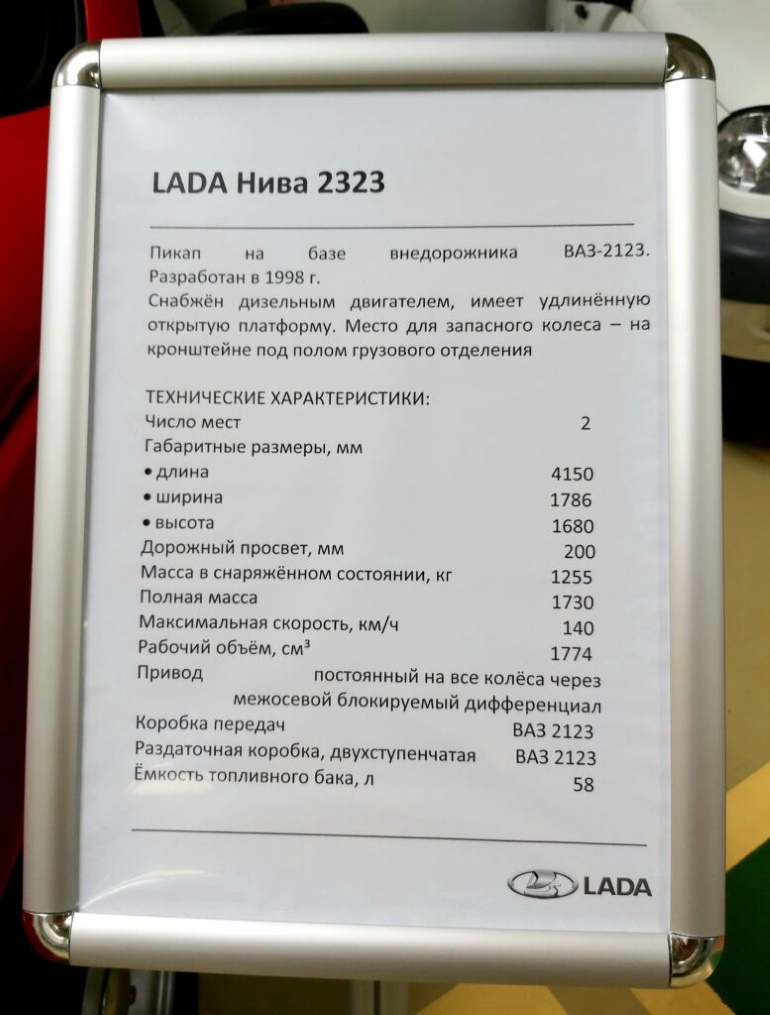 LADA Нива 2323
Пикап на базе внедорожника ВАЗ-2123.
Разработан в 1998 г.
Снабжён дизельным двигателем, имеет удлинённую
открытую платформу. Место для запасного колеса – на
кронштейне под полом грузового отделения
ТЕХНИЧЕСКИЕ ХАРАКТЕРИСТИКИ:
Число мест 2
Габаритные размеры, мм
• длина 4150
• ширина 1786
• высота 1680
Дорожный просвет, мм 200
Масса в снаряжённом состоянии, кг 1255
Полная масса 1730
Максимальная скорость, км/ч 140
Рабочий объём, см³ 1774
Привод постоянный на все колёса через
межосевой блокируемый дифференциал
Коробка передач ВАЗ 2123
Раздаточная коробка, двухступенчатая ВАЗ 2123
Ёмкость топливного бака, л 58
LADA